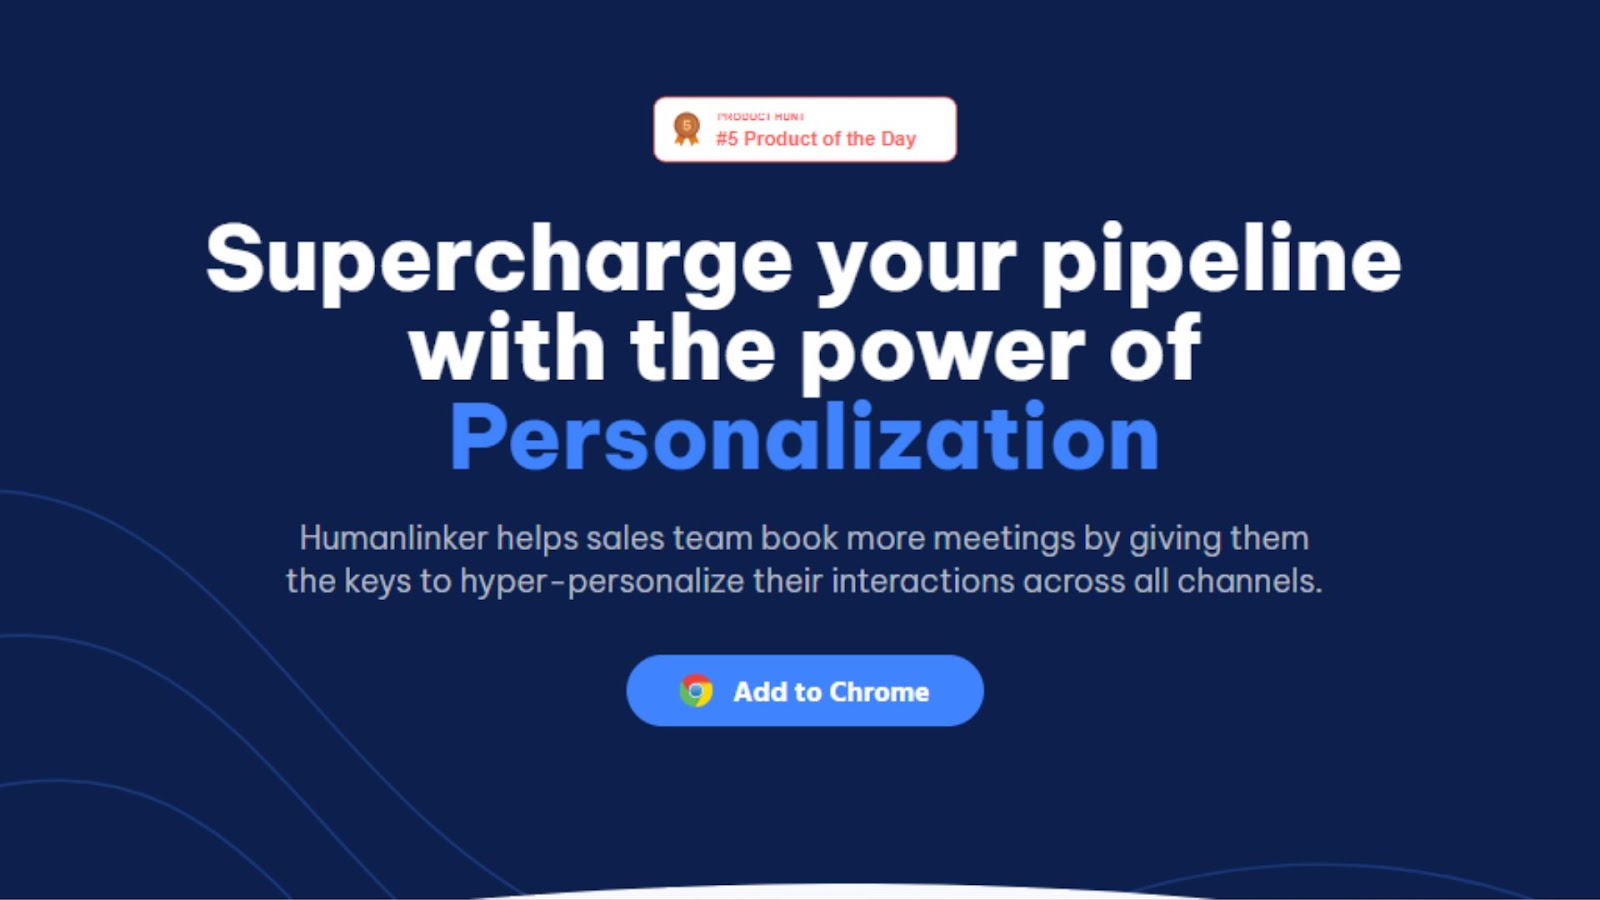 PRODUCT HUNT
#5 Product of the Day
5
Supercharge your pipeline
with the power of
Personalization
Humanlinker helps sales team book more meetings by giving them
the keys to hyper-personalize their interactions across all channels.
Add to Chrome